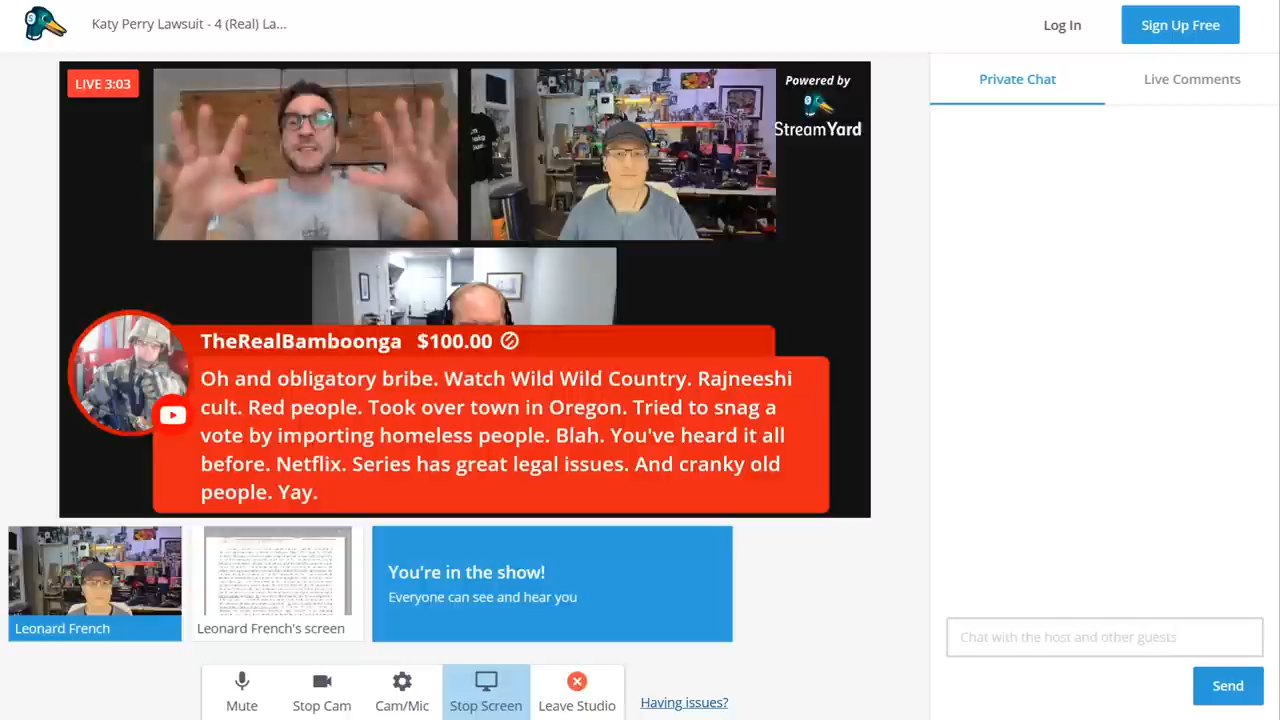 Katy Perry Lawsuit - 4 (Real) La...
Log In
Sign Up Free
LIVE 3:03
Powered by
StreamYard
Private Chat
Live Comments
TheRealBamboonga $100.00
Oh and obligatory bribe. Watch Wild Wild Country. Rajneeshi
cult. Red people. Took over town in Oregon. Tried to snag a
vote by importing homeless people. Blah. You've heard it all
before. Netflix. Series has great legal issues. And cranky old
people. Yay.
Leonard French
Leonard French's screen
You're in the show!
Everyone can see and hear you
Chat with the host and other guests
Send
Mute
Stop Cam
Cam/Mic
Stop Screen
Leave Studio
Having issues?